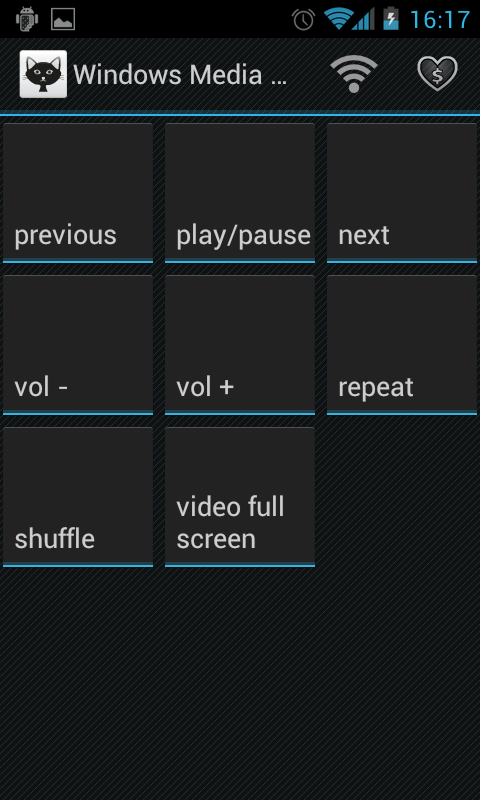 16:17
Windows Media ...
$
previous
play/pause
next
vol -
vol +
repeat
shuffle
video full
screen